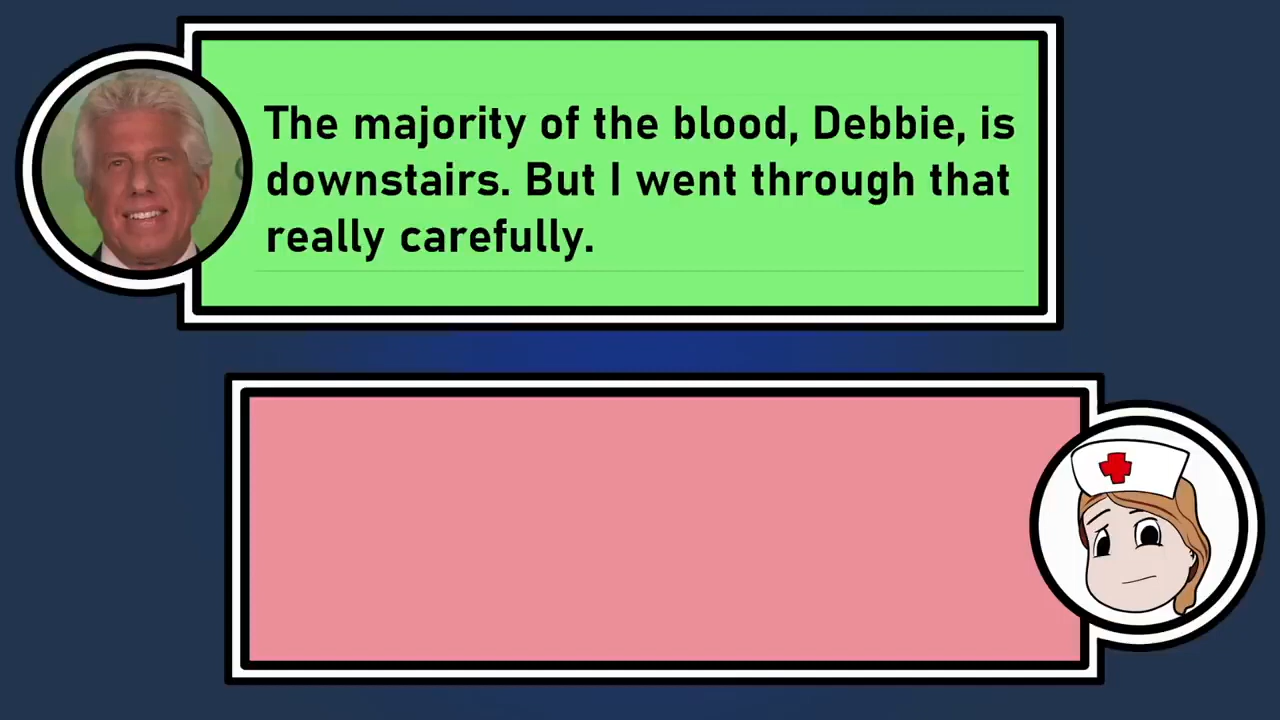 The majority of the blood, Debbie, is
downstairs. But I went through that
really carefully.